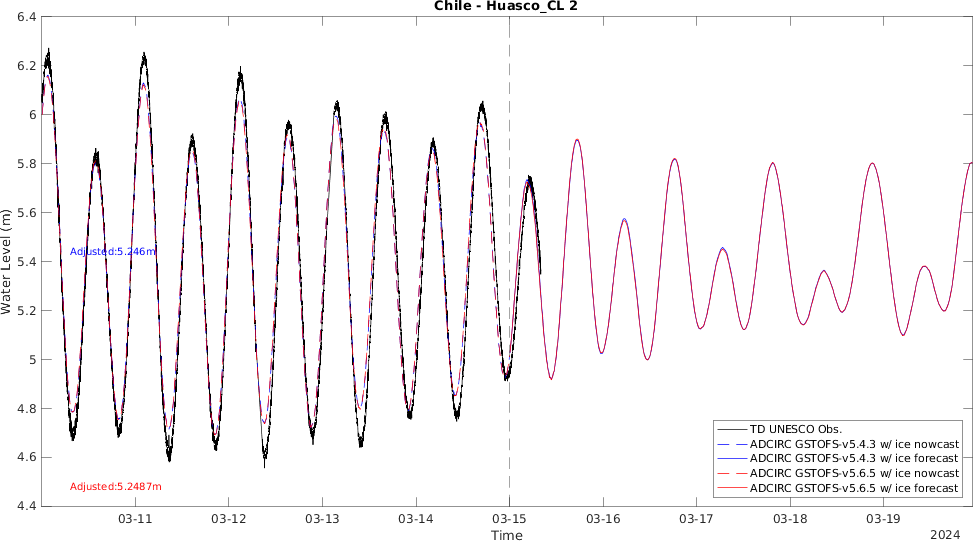 Chile - Huasco_CL 2
Water Level (m)
6.4
6.2
6
5.8
5.6
5.4
5.2
5
4.8
4.6
4.4
Adjusted:5.246m
Adjusted:5.2487m
TD UNESCO Obs.
ADCIRC GSTOFS-v5.4.3 w/ ice nowcast
ADCIRC GSTOFS-v5.4.3 w/ ice forecast
ADCIRC GSTOFS-v5.6.5 w/ ice nowcast
ADCIRC GSTOFS-v5.6.5 w/ ice forecast
03-11 03-12 03-13 03-14 03-15 03-16 03-17 03-18 03-19
Time
2024